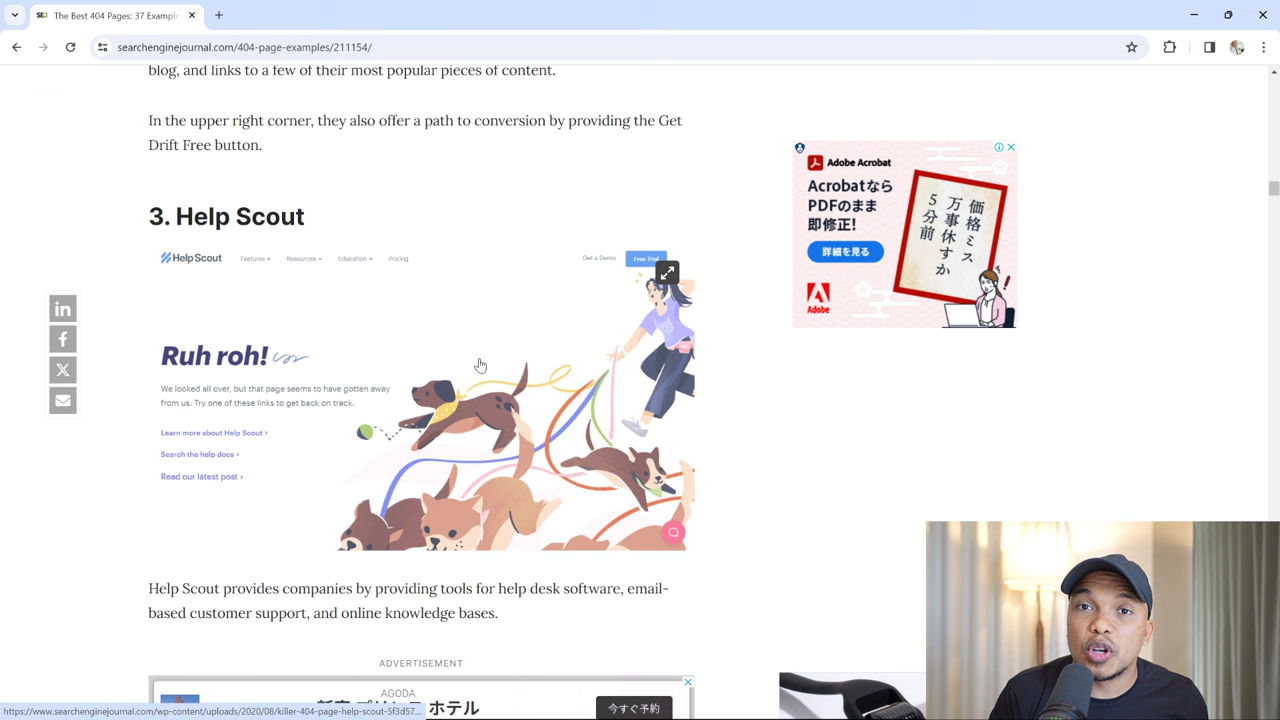 The Best 404 Pages: 37 Example
searchenginejournal.com/404-page-examples/211154/
blog, and links to a few of their most popular pieces of content.
In the upper right corner, they also offer a path to conversion by providing the Get
Drift Free button.
3. Help Scout
Help Scout
Features
Resources
Education
Pricing
Get a Demo
Free Trial
Ruh roh!
We looked all over, but that page seems to have gotten away
from us. Try one of these links to get back on track.
Learn more about Help Scout ›
Search the help docs ›
Read our latest post ›
Help Scout provides companies by providing tools for help desk software, email-
based customer support, and online knowledge bases.
ADVERTISEMENT
AGODA
ホテル
今すぐ予約
Adobe Acrobat
Acrobatなら
PDFのまま
即修正!
詳細を見る
Adobe
価格ミス
万事休すか
5分前
in
f
X
https://www.searchenginejournal.com/wp-content/uploads/2020/08/killer-404-page-help-scout-5f3d57...